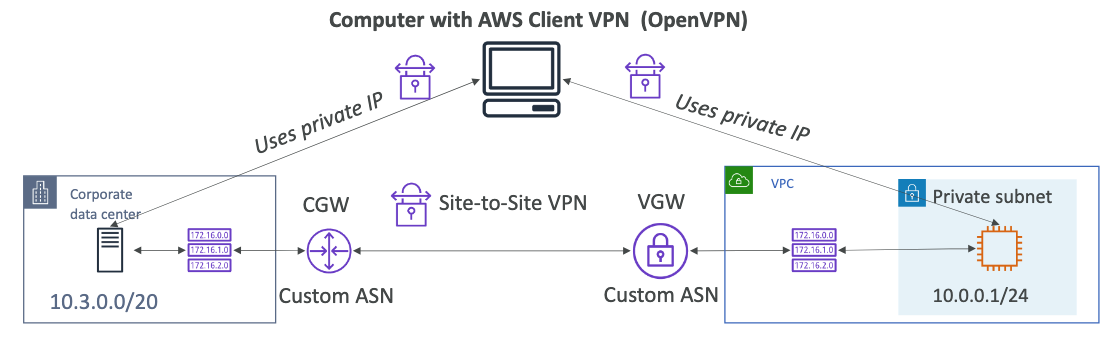 Computer with AWS Client VPN (OpenVPN)
Uses private IP
Uses private IP
Corporate
data center
VPC
Private subnet
CGW
Site-to-Site VPN
VGW
172.16.0.0
172.16.1.0
172.16.2.0
172.16.0.0
172.16.1.0
172.16.2.0
10.3.0.0/20
Custom ASN
Custom ASN
10.0.0.1/24